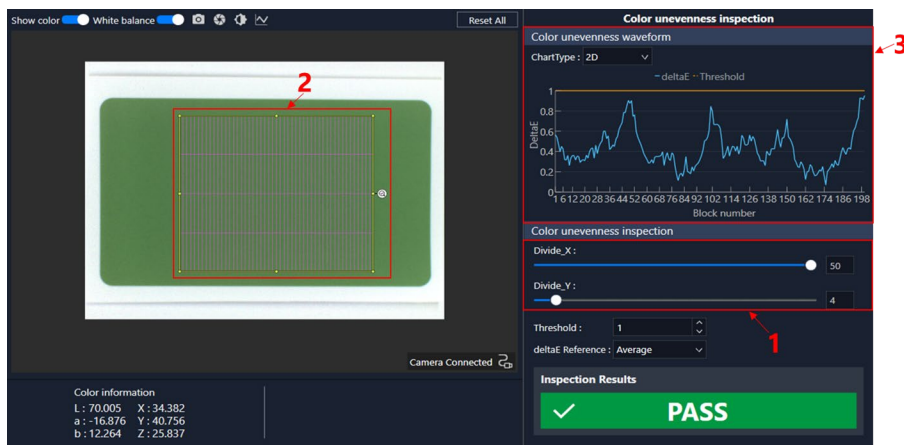 Show color White balance Reset All
Color unevenness inspection
Color unevenness waveform
ChartType : 2D
deltaE Threshold
1
0.8
0.6
0.4
0.2
0
DeltaE
1 6 12 20 28 36 44 52 60 68 76 84 92 102 114 126 138 150 162 174 186 198
Block number
3
2
Color unevenness inspection
Divide_X :
50
Divide_Y :
4
1
Threshold : 1
deltaE Reference : Average
Camera Connected
Inspection Results
PASS
Color information
L : 70.005 X : 34.382
a : -16.876 Y : 40.756
b : 12.264 Z : 25.837